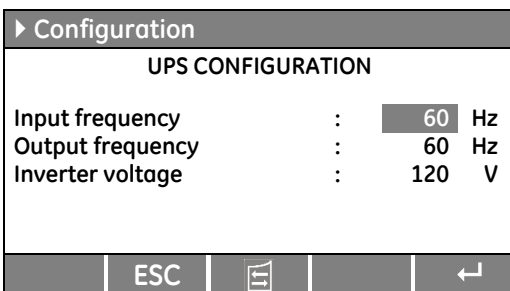 Configuration
UPS CONFIGURATION
Input frequency : 60 Hz
Output frequency : 60 Hz
Inverter voltage : 120 V
ESC